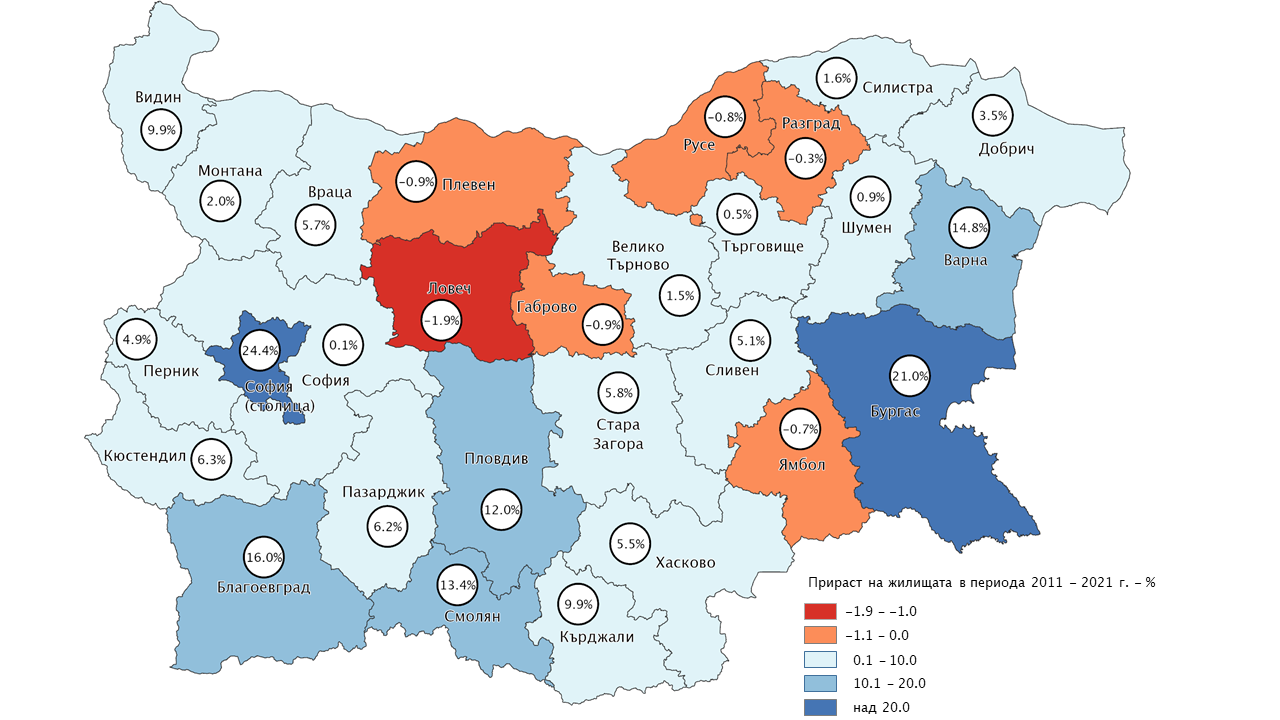 1.6%
Силистра
Видин
9.9%
3.5%
Добрич
−0.8%
Русе
Разград
−0.3%
Монтана
2.0%
Враца
5.7%
−0.9%
Плевен
0.9%
Шумен
0.5%
Търговище
14.8%
Варна
Велико
Търново
1.5%
Ловеч
−1.9%
Габрово
−0.9%
4.9%
Перник
24.4%
София
(столица)
0.1%
София
5.1%
Сливен
21.0%
Бургас
5.8%
Стара
Загора
−0.7%
Ямбол
Кюстендил
6.3%
Пловдив
12.0%
Пазарджик
6.2%
16.0%
Благоевград
5.5%
Хасково
13.4%
Смолян
9.9%
Кърджали
Прираст на жилищата в периода 2011 – 2021 г. – %
−1.9 – −1.0
−1.1 – 0.0
0.1 – 10.0
10.1 – 20.0
над 20.0